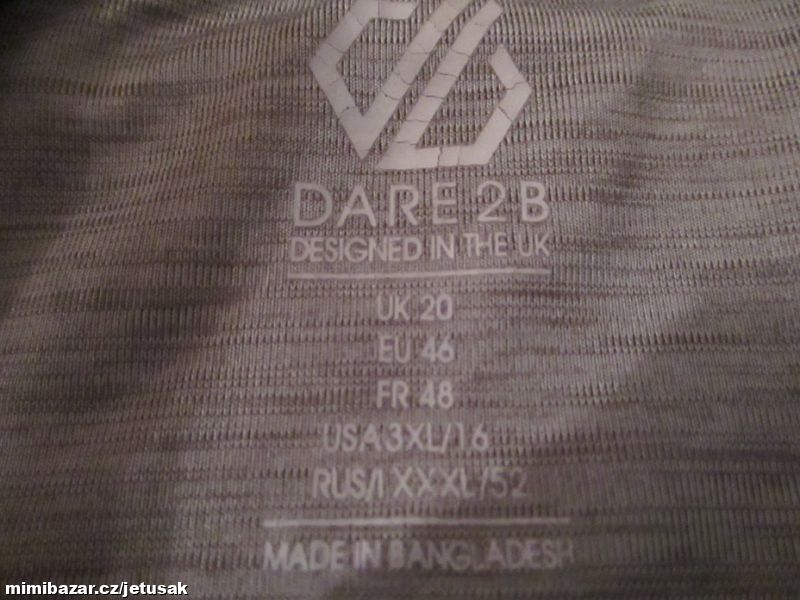 DARE 2B
DESIGNED IN THE UK
UK 20
EU 46
FR 48
USA 3XL/16
RUS/I XXXL/52
MADE IN BANGLADESH
mimibazar.cz/jetusak